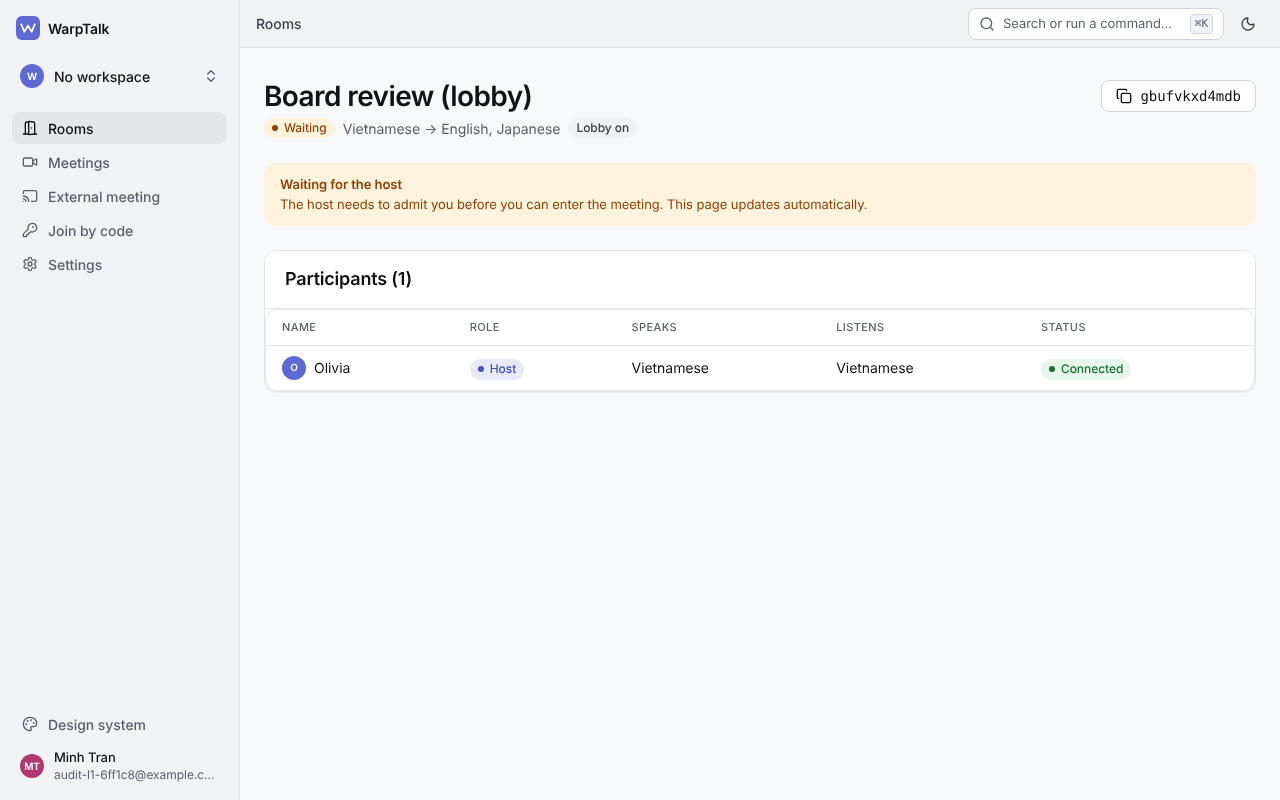 WarpTalk
W
No workspace
Rooms
Meetings
External meeting
Join by code
Settings
Design system
MT
Minh Tran
audit-l1-6ff1c8@example.c...
Rooms
Search or run a command...
⌘K
Board review (lobby)
gbufvkxd4mdb
Waiting
Vietnamese → English, Japanese
Lobby on
Waiting for the host
The host needs to admit you before you can enter the meeting. This page updates automatically.
Participants (1)
NAME ROLE SPEAKS LISTENS STATUS
O Olivia Host Vietnamese Vietnamese Connected